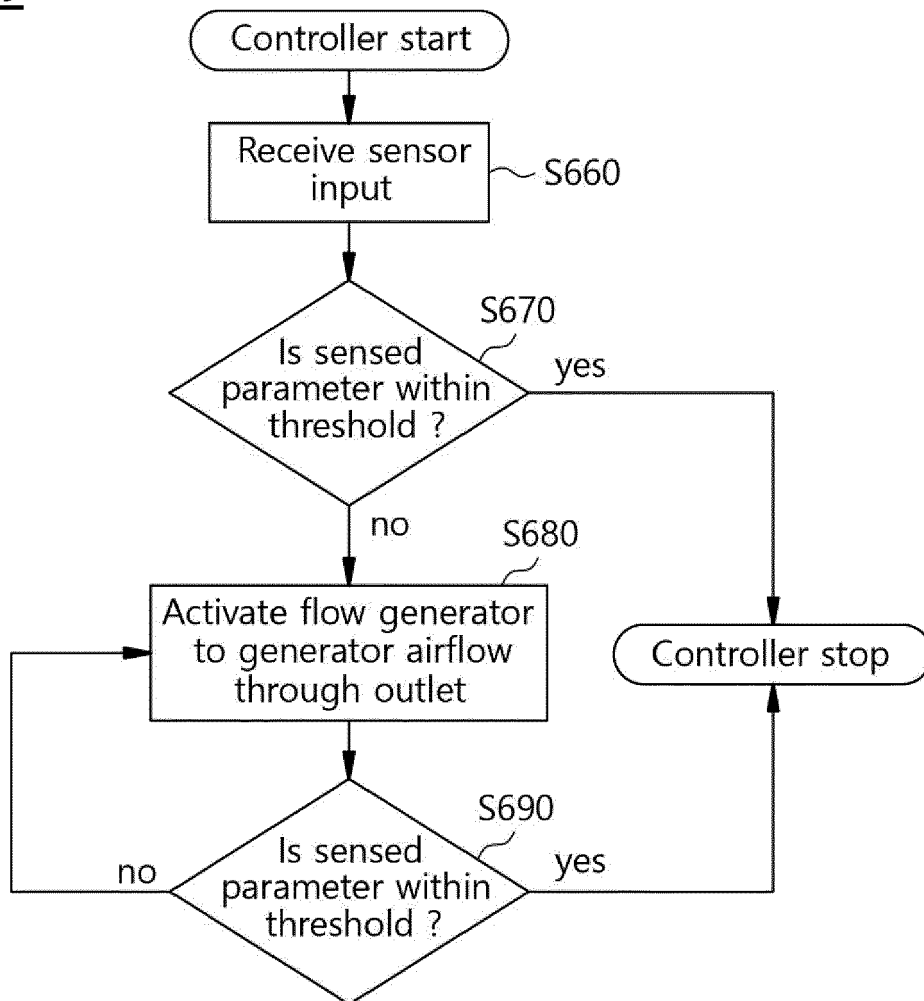 Controller start
Receive sensor
input
S660
S670
Is sensed
parameter within
threshold ?
yes
no
S680
Activate flow generator
to generator airflow
through outlet
Controller stop
S690
Is sensed
parameter within
threshold ?
no
yes